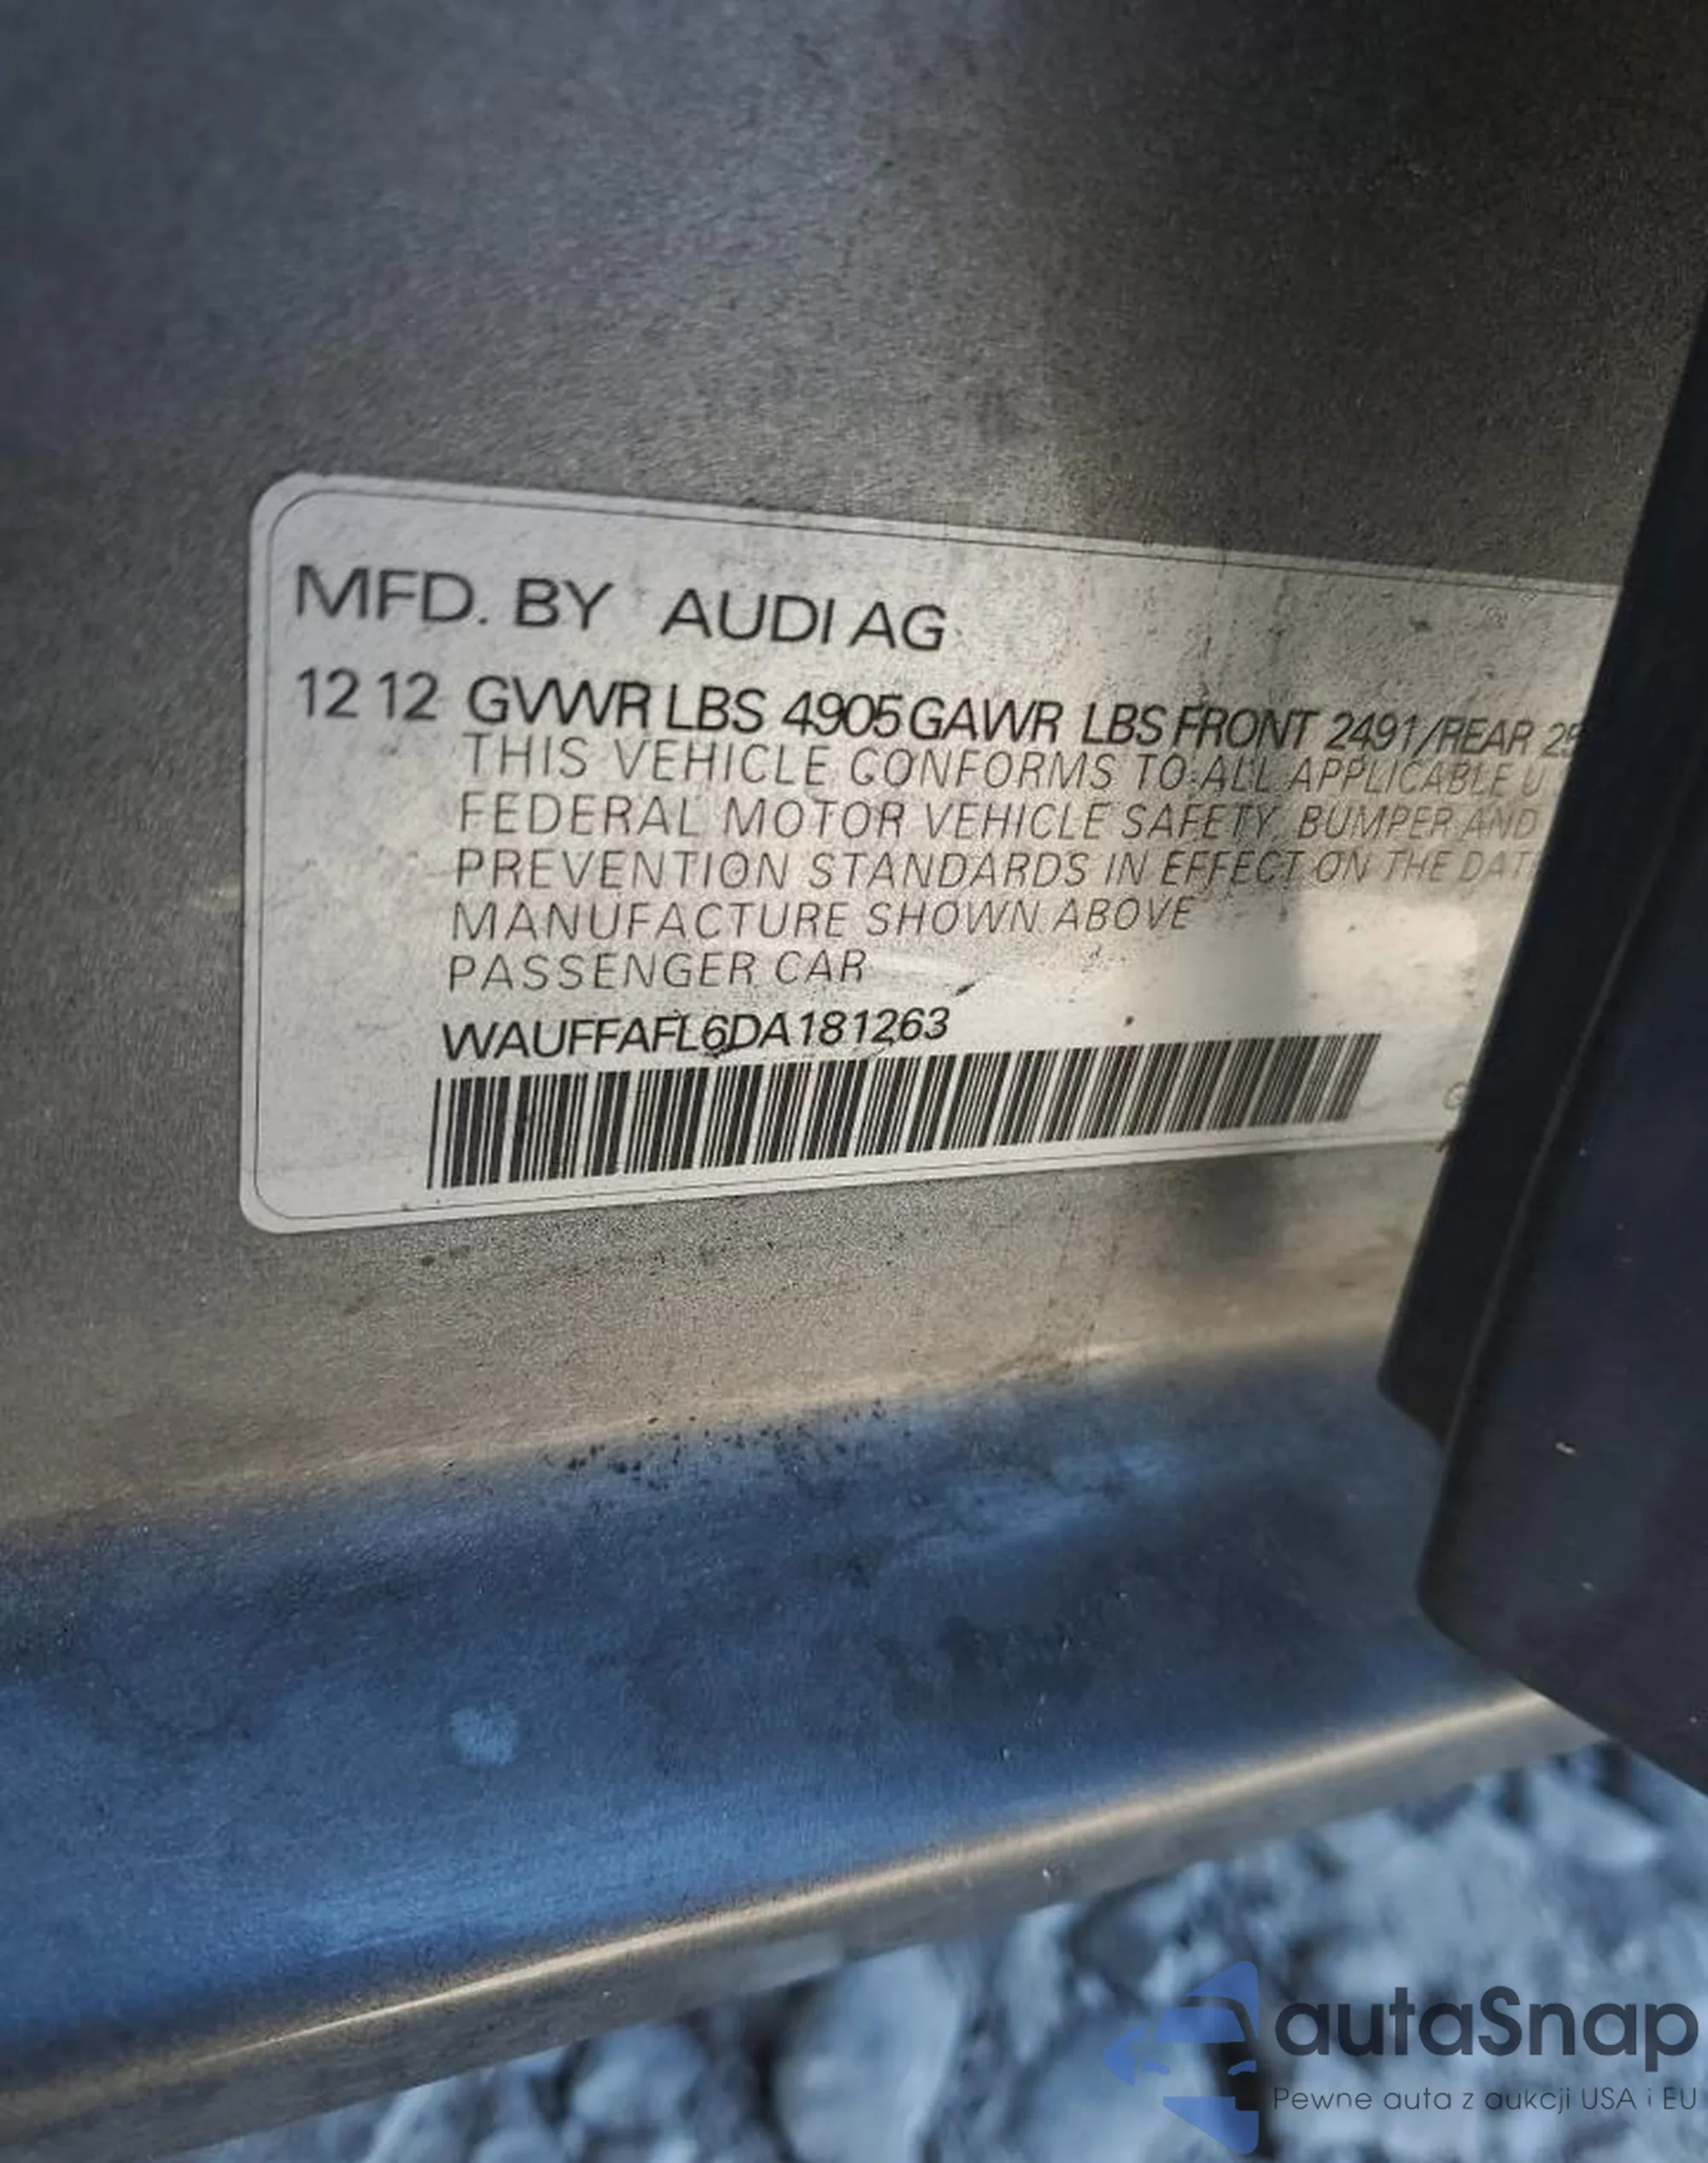 MFD. BY AUDI AG
12 12 GVWR LBS 4905 GAWR LBS FRONT 2491/REAR
THIS VEHICLE CONFORMS TO ALL APPLICABLE U
FEDERAL MOTOR VEHICLE SAFETY, BUMPER AND
PREVENTION STANDARDS IN EFFECT ON THE DAT
MANUFACTURE SHOWN ABOVE
PASSENGER CAR
WAUFFAFL6DA181263
autaSnap
Pewne auta z aukcji USA i EU